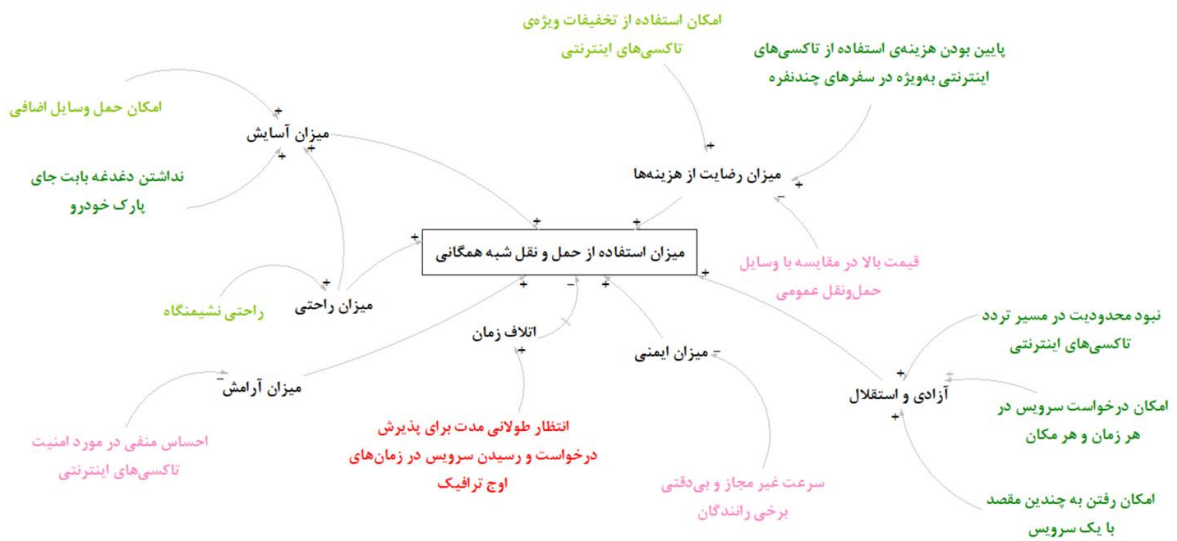 امکان استفاده از تخفیفات ویژه‌ی
تاکسی‌های اینترنتی
پایین بودن هزینه‌ی استفاده از تاکسی‌های
اینترنتی به‌ویژه در سفرهای چندنفره
امکان حمل وسایل اضافی
میزان آسایش
نداشتن دغدغه بابت جای
پارک خودرو
میزان رضایت از هزینه‌ها
میزان استفاده از حمل و نقل شبه همگانی
قیمت بالا در مقایسه با وسایل
حمل‌ونقل عمومی
راحتی نشیمنگاه
میزان راحتی
اتلاف زمان
میزان ایمنی
نبود محدودیت در مسیر تردد
تاکسی‌های اینترنتی
میزان آرامش
آزادی و استقلال
امکان درخواست سرویس در
هر زمان و هر مکان
احساس منفی در مورد امنیت
تاکسی‌های اینترنتی
انتظار طولانی مدت برای پذیرش
درخواست و رسیدن سرویس در زمان‌های
اوج ترافیک
سرعت غیر مجاز و بی‌دقتی
برخی رانندگان
امکان رفتن به چندین مقصد
با یک سرویس